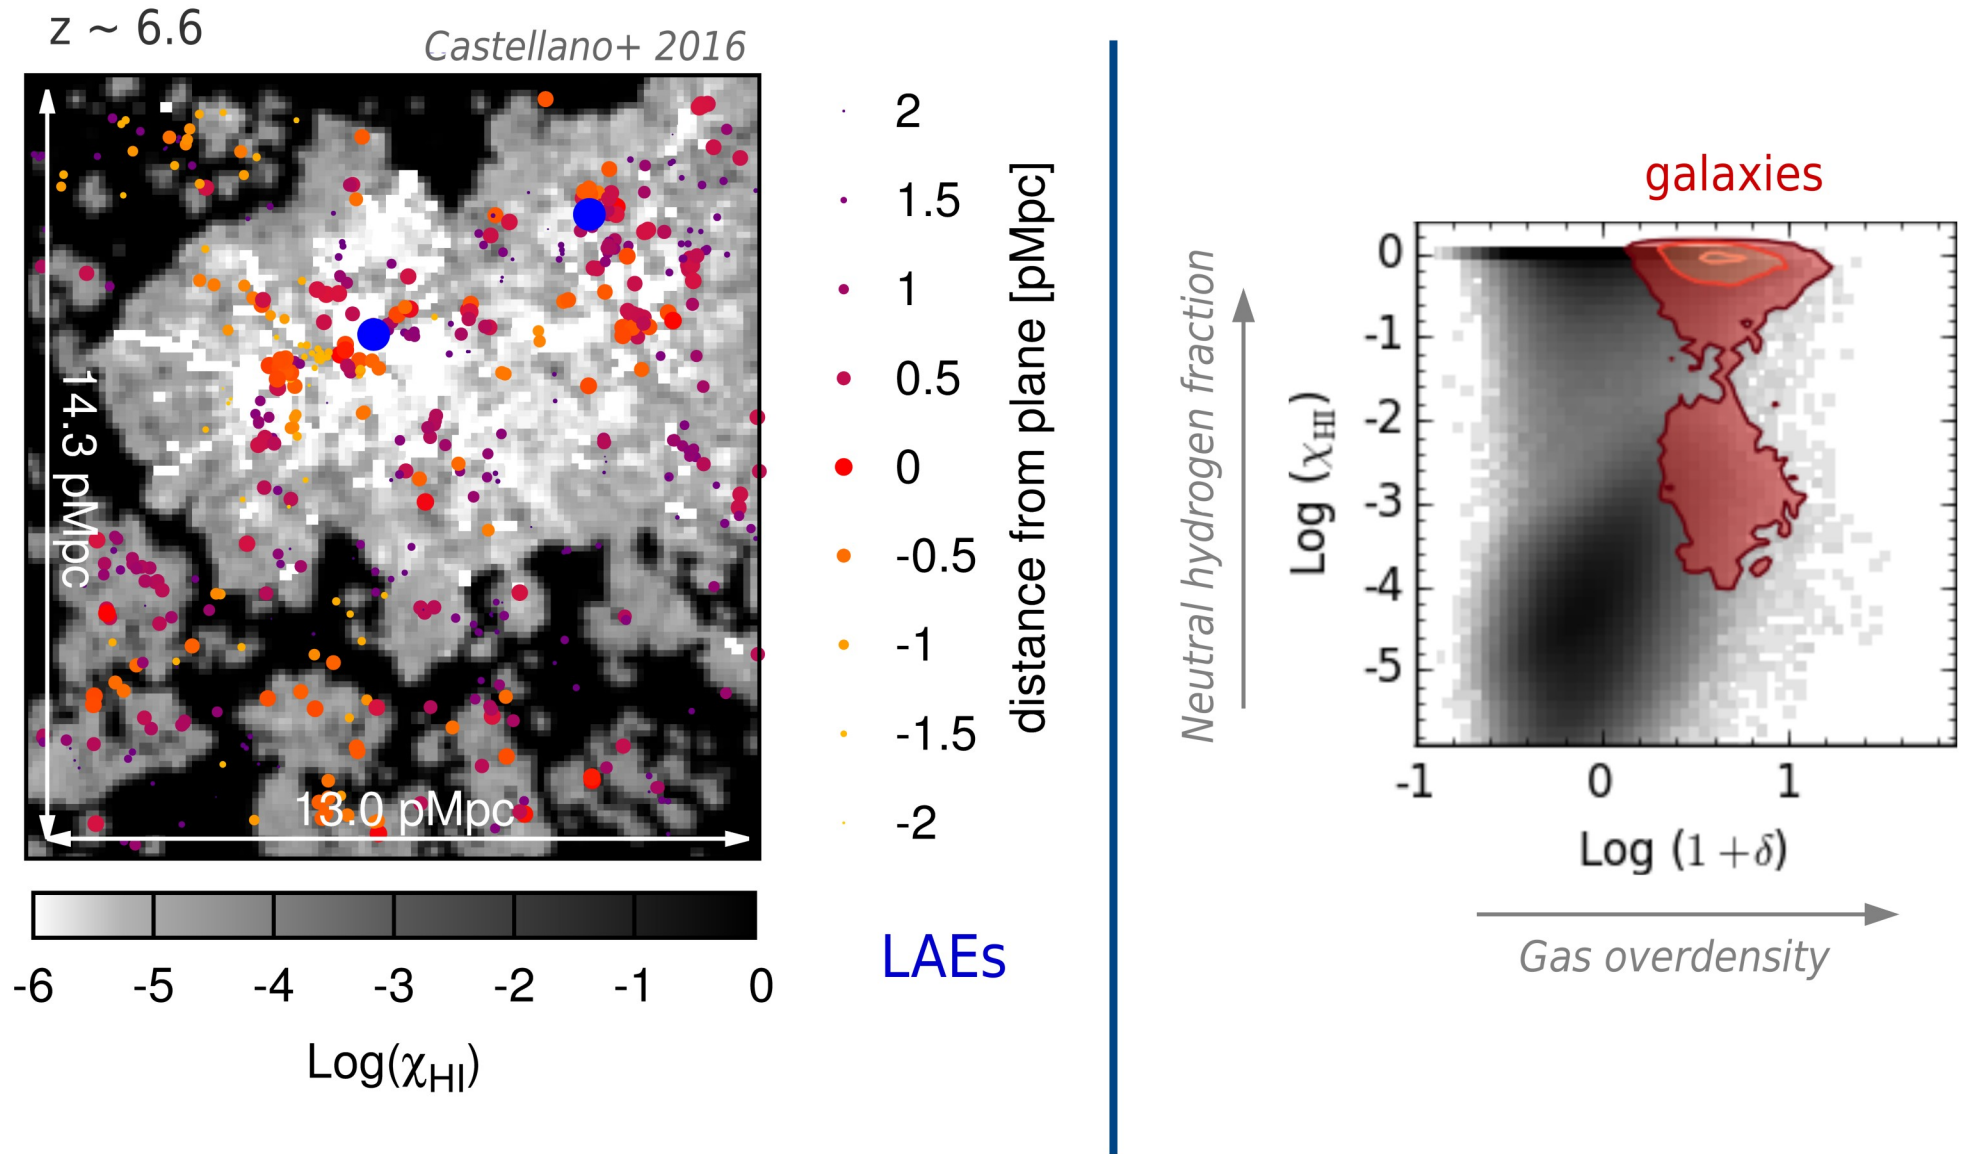 z ~ 6.6
Castellano+ 2016
14.3 pMpc
13.0 pMpc
2
1.5
1
0.5
0
-0.5
-1
-1.5
-2
distance from plane [pMpc]
-6 -5 -4 -3 -2 -1 0
Log(χHI)
LAEs
galaxies
Neutral hydrogen fraction
Log (χHI)
0
-1
-2
-3
-4
-5
-1 0 1
Log (1 + δ)
Gas overdensity